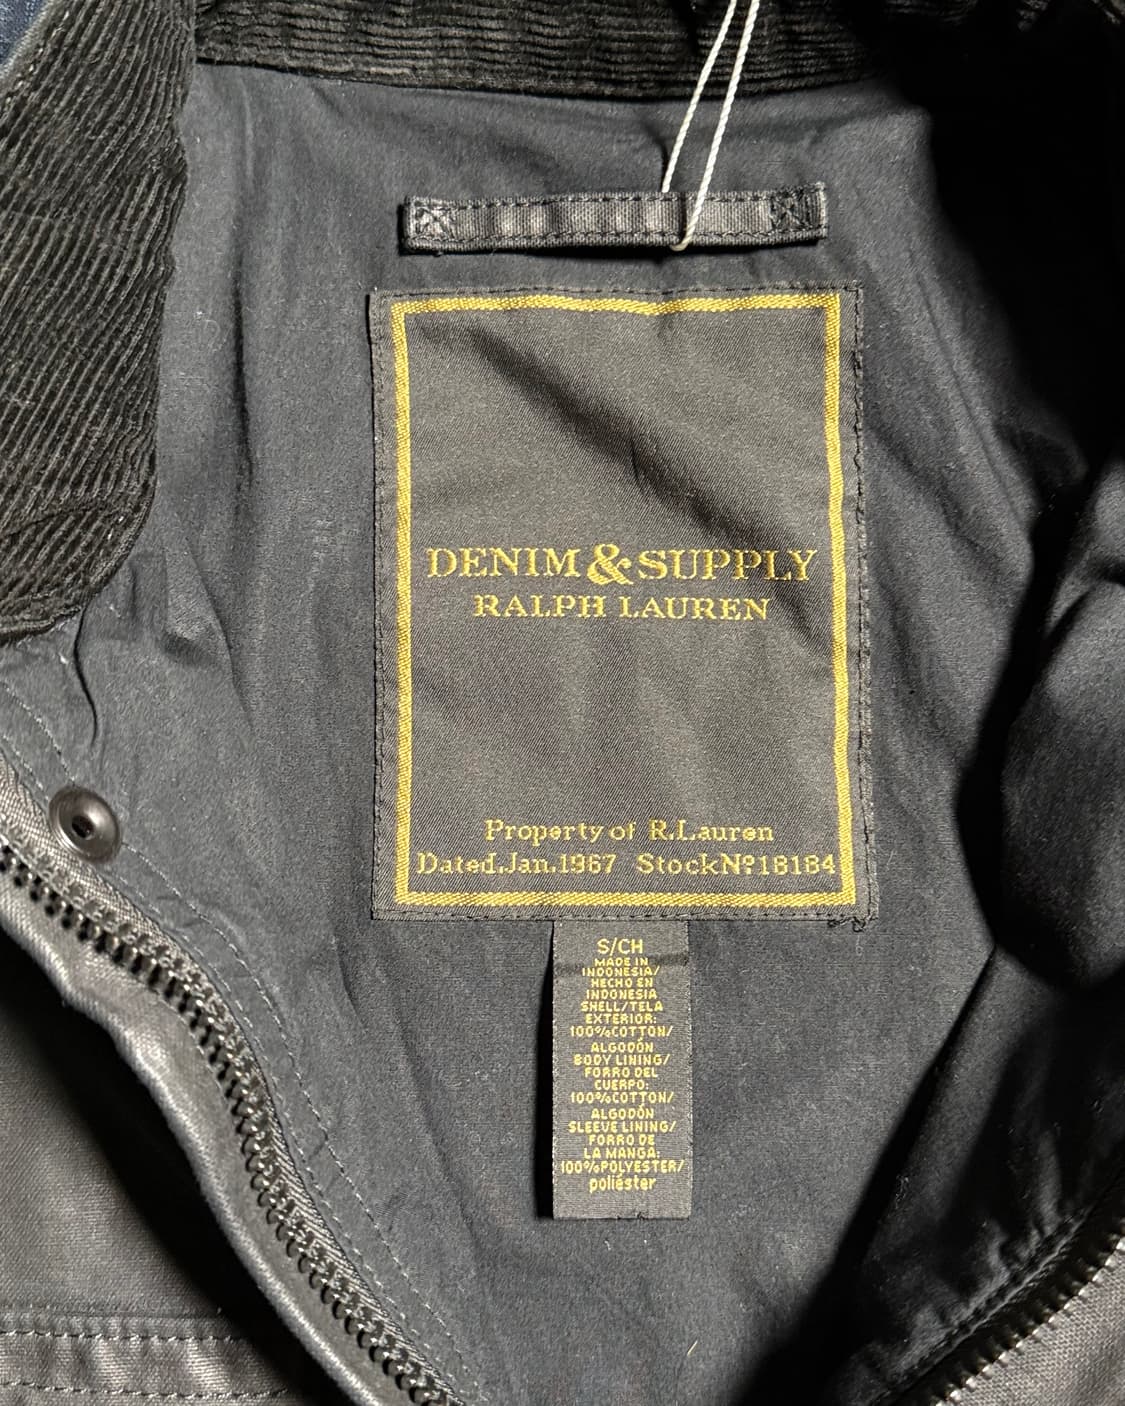 DENIM & SUPPLY
RALPH LAUREN
Property of R.Lauren
Dated.Jan.1967 StockNº18184
S/CH
MADE IN
INDONESIA/
HECHO EN
INDONESIA
SHELL/TELA
EXTERIOR:
100%COTTON/
ALGODÓN
BODY LINING/
FORRO DEL
CUERPO:
100%COTTON/
ALGODÓN
SLEEVE LINING/
FORRO DE
LA MANGA:
100%POLYESTER/
poliéster